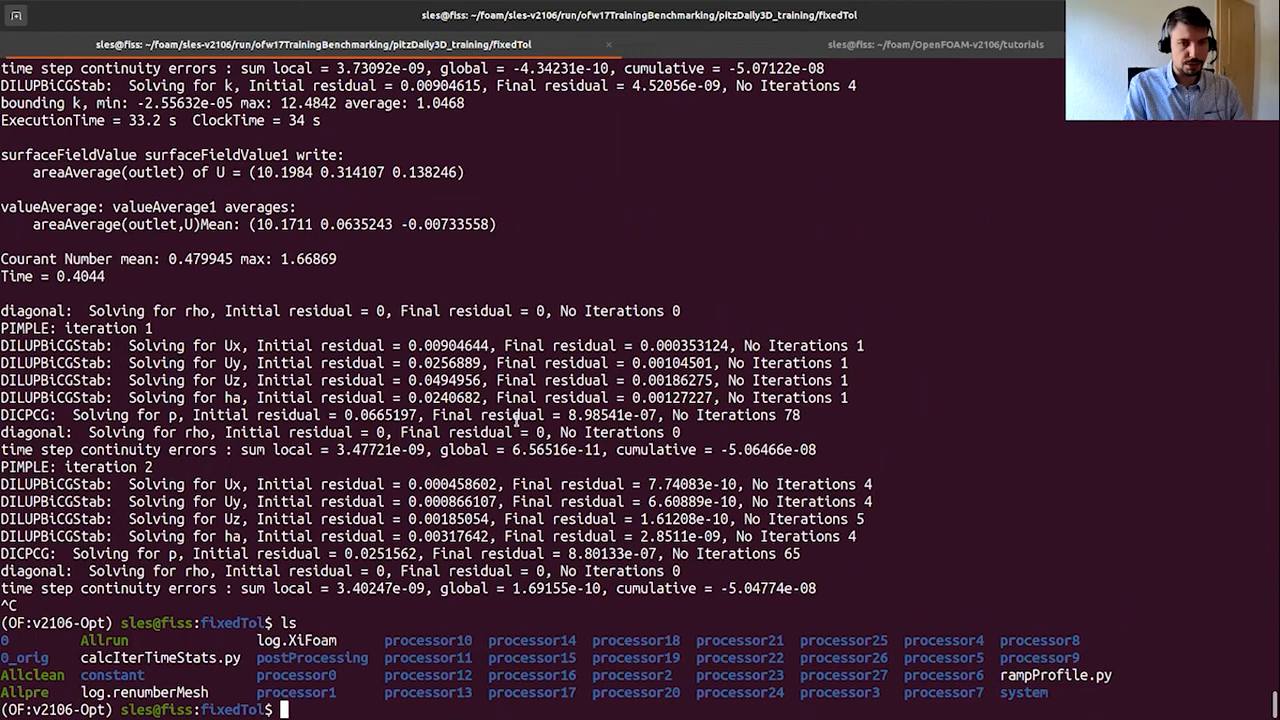 sles@fiss: ~/foam/sles-v2106/run/ofw17TrainingBenchmarking/pitzDaily3D_training/fixedTol
sles@fiss: ~/foam/sles-v2106/run/ofw17TrainingBenchmarking/pitzDaily3D_training/fixedTol × sles@fiss: ~/foam/OpenFOAM-v2106/tutorials
time step continuity errors : sum local = 3.73092e-09, global = -4.34231e-10, cumulative = -5.07122e-08
DILUPBiCGStab:  Solving for k, Initial residual = 0.00904615, Final residual = 4.52056e-09, No Iterations 4
bounding k, min: -2.55632e-05 max: 12.4842 average: 1.0468
ExecutionTime = 33.2 s  ClockTime = 34 s
surfaceFieldValue surfaceFieldValue1 write:
    areaAverage(outlet) of U = (10.1984 0.314107 0.138246)
valueAverage: valueAverage1 averages:
    areaAverage(outlet,U)Mean: (10.1711 0.0635243 -0.00733558)
Courant Number mean: 0.479945 max: 1.66869
Time = 0.4044
diagonal:  Solving for rho, Initial residual = 0, Final residual = 0, No Iterations 0
PIMPLE: iteration 1
DILUPBiCGStab:  Solving for Ux, Initial residual = 0.00904644, Final residual = 0.000353124, No Iterations 1
DILUPBiCGStab:  Solving for Uy, Initial residual = 0.0256889, Final residual = 0.00104501, No Iterations 1
DILUPBiCGStab:  Solving for Uz, Initial residual = 0.0494956, Final residual = 0.00186275, No Iterations 1
DILUPBiCGStab:  Solving for ha, Initial residual = 0.0240682, Final residual = 0.00127227, No Iterations 1
DICPCG:  Solving for p, Initial residual = 0.0665197, Final residual = 8.98541e-07, No Iterations 78
diagonal:  Solving for rho, Initial residual = 0, Final residual = 0, No Iterations 0
time step continuity errors : sum local = 3.47721e-09, global = 6.56516e-11, cumulative = -5.06466e-08
PIMPLE: iteration 2
DILUPBiCGStab:  Solving for Ux, Initial residual = 0.000458602, Final residual = 7.74083e-10, No Iterations 4
DILUPBiCGStab:  Solving for Uy, Initial residual = 0.000866107, Final residual = 6.60889e-10, No Iterations 4
DILUPBiCGStab:  Solving for Uz, Initial residual = 0.00185054, Final residual = 1.61208e-10, No Iterations 5
DILUPBiCGStab:  Solving for ha, Initial residual = 0.00317642, Final residual = 2.8511e-09, No Iterations 4
DICPCG:  Solving for p, Initial residual = 0.0251562, Final residual = 8.80133e-07, No Iterations 65
diagonal:  Solving for rho, Initial residual = 0, Final residual = 0, No Iterations 0
time step continuity errors : sum local = 3.40247e-09, global = 1.69155e-10, cumulative = -5.04774e-08
^C
(OF:v2106-Opt) sles@fiss:fixedTol$ ls
0 Allrun log.XiFoam processor10 processor14 processor18 processor21 processor25 processor4 processor8
0_orig calcIterTimeStats.py postProcessing processor11 processor15 processor19 processor22 processor26 processor5 processor9
Allclean constant processor0 processor12 processor16 processor2 processor23 processor27 processor6 rampProfile.py
Allpre log.renumberMesh processor1 processor13 processor17 processor20 processor24 processor3 processor7 system
(OF:v2106-Opt) sles@fiss:fixedTol$